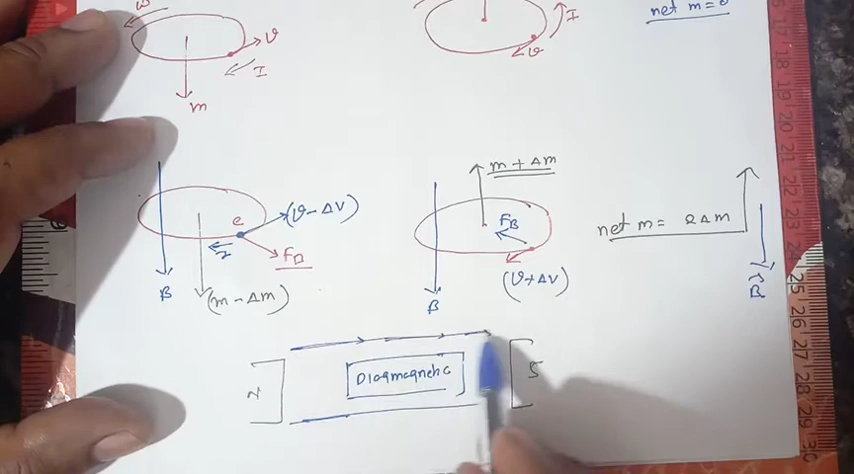 ω
I
net m = 0
v
I
v
m
m + Δm
e
(v - Δv)
F_B
net m = 2Δm
F_B
B
(m - Δm)
(v + Δv)
B
B
N
Diamagnetic
S